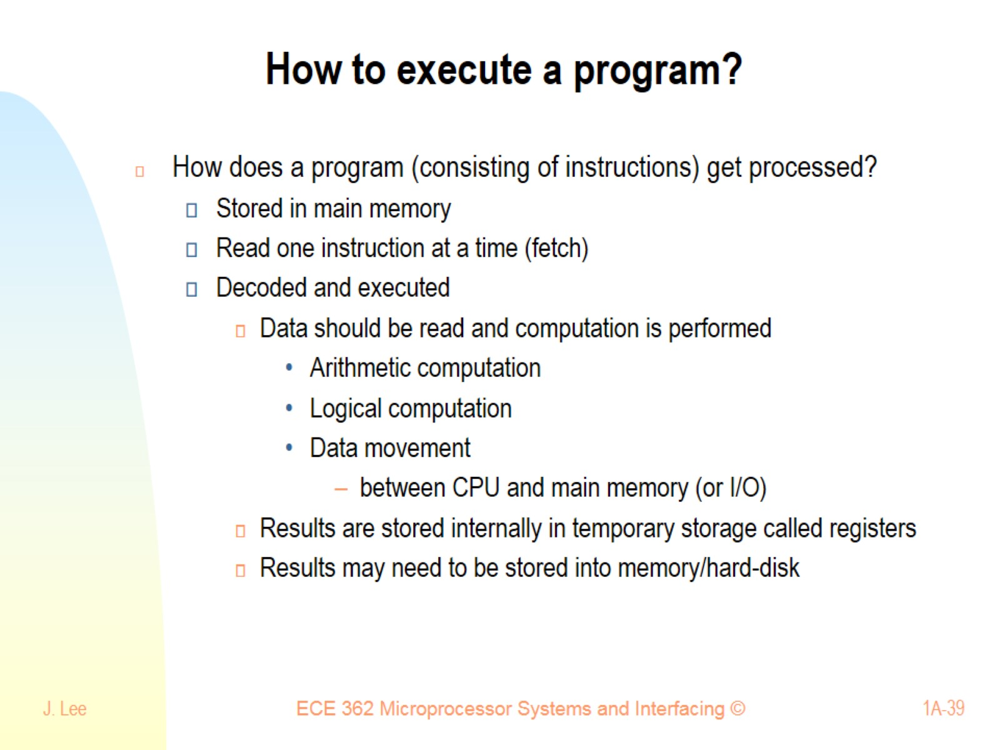 How to execute a program?
How does a program (consisting of instructions) get processed?
Stored in main memory
Read one instruction at a time (fetch)
Decoded and executed
Data should be read and computation is performed
• Arithmetic computation
• Logical computation
• Data movement
– between CPU and main memory (or I/O)
Results are stored internally in temporary storage called registers
Results may need to be stored into memory/hard-disk
J. Lee
ECE 362 Microprocessor Systems and Interfacing ©
1A-39